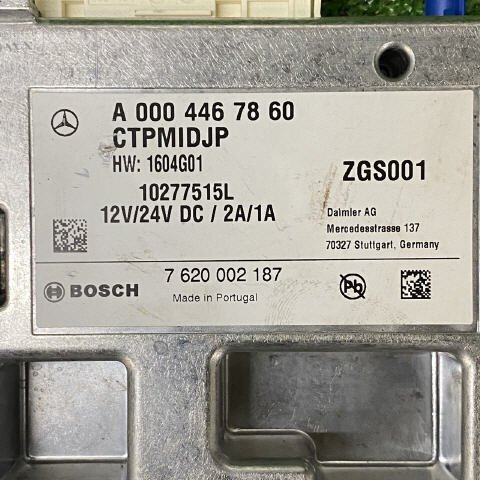 A 000 446 78 60
CTPMIDJP
HW: 1604G01
10277515L
12V/24V DC / 2A/1A
ZGS001
Daimler AG
Mercedesstrasse 137
70327 Stuttgart, Germany
BOSCH
7 620 002 187
Made in Portugal
Pb